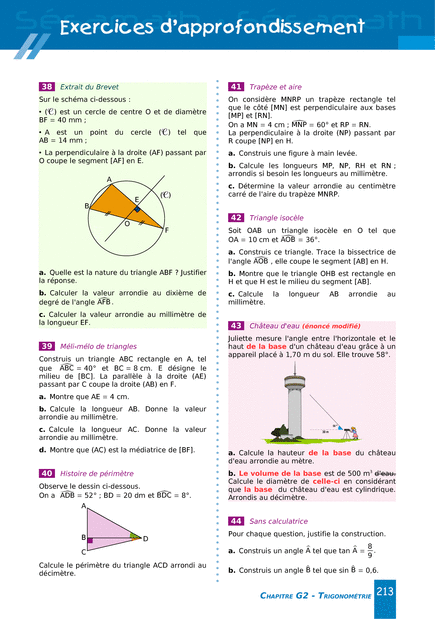 Exercices d'approfondissement
38 Extrait du Brevet
Sur le schéma ci-dessous :
• (𝒞) est un cercle de centre O et de diamètre
BF = 40 mm ;
• A est un point du cercle (𝒞) tel que
AB = 14 mm ;
• La perpendiculaire à la droite (AF) passant par
O coupe le segment [AF] en E.
A
(𝒞)
B
E
O
F
a. Quelle est la nature du triangle ABF ? Justifier
la réponse.
b. Calculer la valeur arrondie au dixième de
degré de l'angle AFB.
c. Calculer la valeur arrondie au millimètre de
la longueur EF.
39 Méli-mélo de triangles
Construis un triangle ABC rectangle en A, tel
que ABC = 40° et BC = 8 cm. E désigne le
milieu de [BC]. La parallèle à la droite (AE)
passant par C coupe la droite (AB) en F.
a. Montre que AE = 4 cm.
b. Calcule la longueur AB. Donne la valeur
arrondie au millimètre.
c. Calcule la longueur AC. Donne la valeur
arrondie au millimètre.
d. Montre que (AC) est la médiatrice de [BF].
40 Histoire de périmètre
Observe le dessin ci-dessous.
On a ADB = 52° ; BD = 20 dm et BDC = 8°.
A
B
D
C
Calcule le périmètre du triangle ACD arrondi au
décimètre.
41 Trapèze et aire
On considère MNRP un trapèze rectangle tel
que le côté [MN] est perpendiculaire aux bases
[MP] et [RN].
On a MN = 4 cm ; MNP = 60° et RP = RN.
La perpendiculaire à la droite (NP) passant par
R coupe [NP] en H.
a. Construis une figure à main levée.
b. Calcule les longueurs MP, NP, RH et RN ;
arrondis si besoin les longueurs au millimètre.
c. Détermine la valeur arrondie au centimètre
carré de l'aire du trapèze MNRP.
42 Triangle isocèle
Soit OAB un triangle isocèle en O tel que
OA = 10 cm et AOB = 36°.
a. Construis ce triangle. Trace la bissectrice de
l'angle AOB , elle coupe le segment [AB] en H.
b. Montre que le triangle OHB est rectangle en
H et que H est le milieu du segment [AB].
c. Calcule la longueur AB arrondie au
millimètre.
43 Château d'eau (énoncé modifié)
Juliette mesure l'angle entre l'horizontale et le
haut de la base d'un château d'eau grâce à un
appareil placé à 1,70 m du sol. Elle trouve 58°.
a. Calcule la hauteur de la base du château
d'eau arrondie au mètre.
b. Le volume de la base est de 500 m³ d'eau.
Calcule le diamètre de celle-ci en considérant
que la base du château d'eau est cylindrique.
Arrondis au décimètre.
44 Sans calculatrice
Pour chaque question, justifie la construction.
a. Construis un angle Â tel que tan Â = 8/9.
b. Construis un angle B̂ tel que sin B̂ = 0,6.
CHAPITRE G2 - TRIGONOMÉTRIE 213